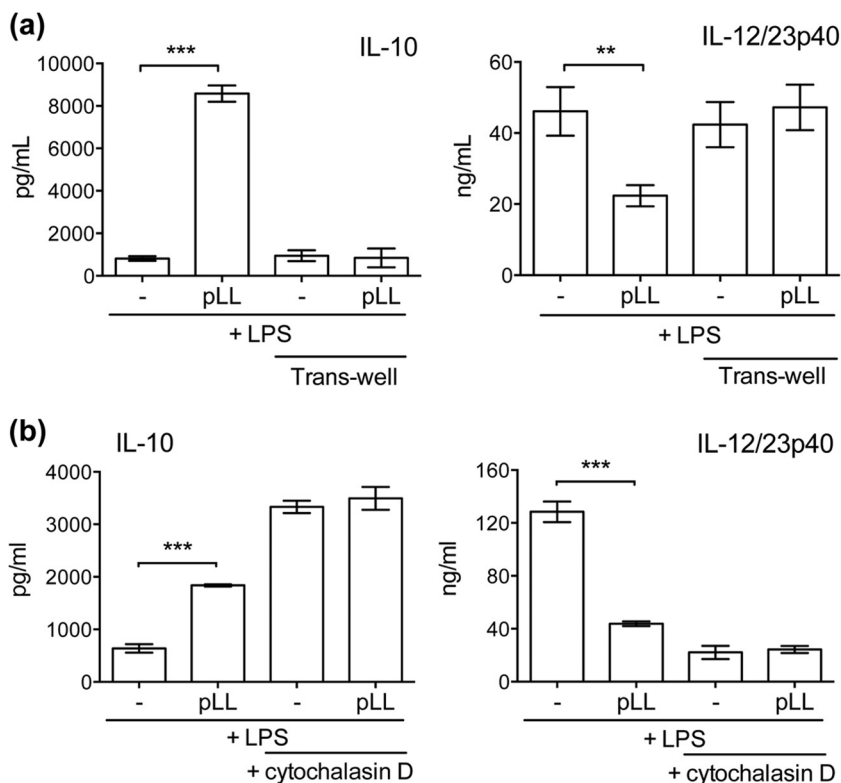 (a)
IL-10
***
pg/mL
10000
8000
6000
4000
2000
0
- pLL - pLL
+ LPS
Trans-well
IL-12/23p40
**
ng/mL
60
40
20
0
- pLL - pLL
+ LPS
Trans-well
(b)
IL-10
***
pg/ml
4000
3000
2000
1000
0
- pLL - pLL
+ LPS
+ cytochalasin D
IL-12/23p40
***
ng/ml
160
120
80
40
0
- pLL - pLL
+ LPS
+ cytochalasin D